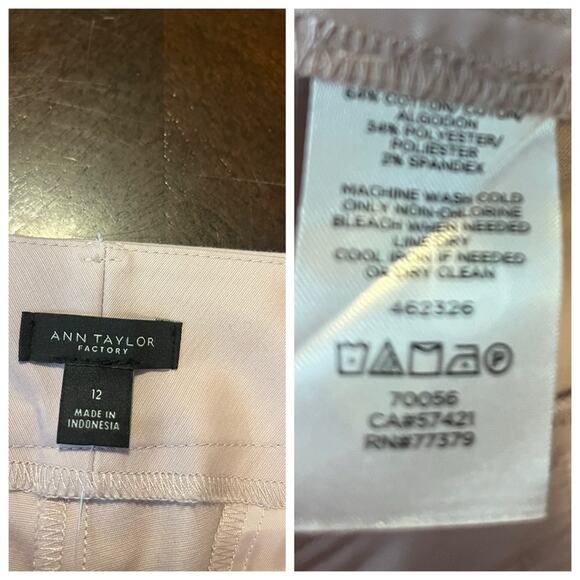 ANN TAYLOR
FACTORY
12
MADE IN
INDONESIA
64% COTTON/COTON/
ALGODON
34% POLYESTER/
POLIESTER
2% SPANDEX
MACHINE WASH COLD
ONLY NON-CHLORINE
BLEACH WHEN NEEDED
LINE DRY
COOL IRON IF NEEDED
OR DRY CLEAN
462326
P
70056
CA#57421
RN#77379